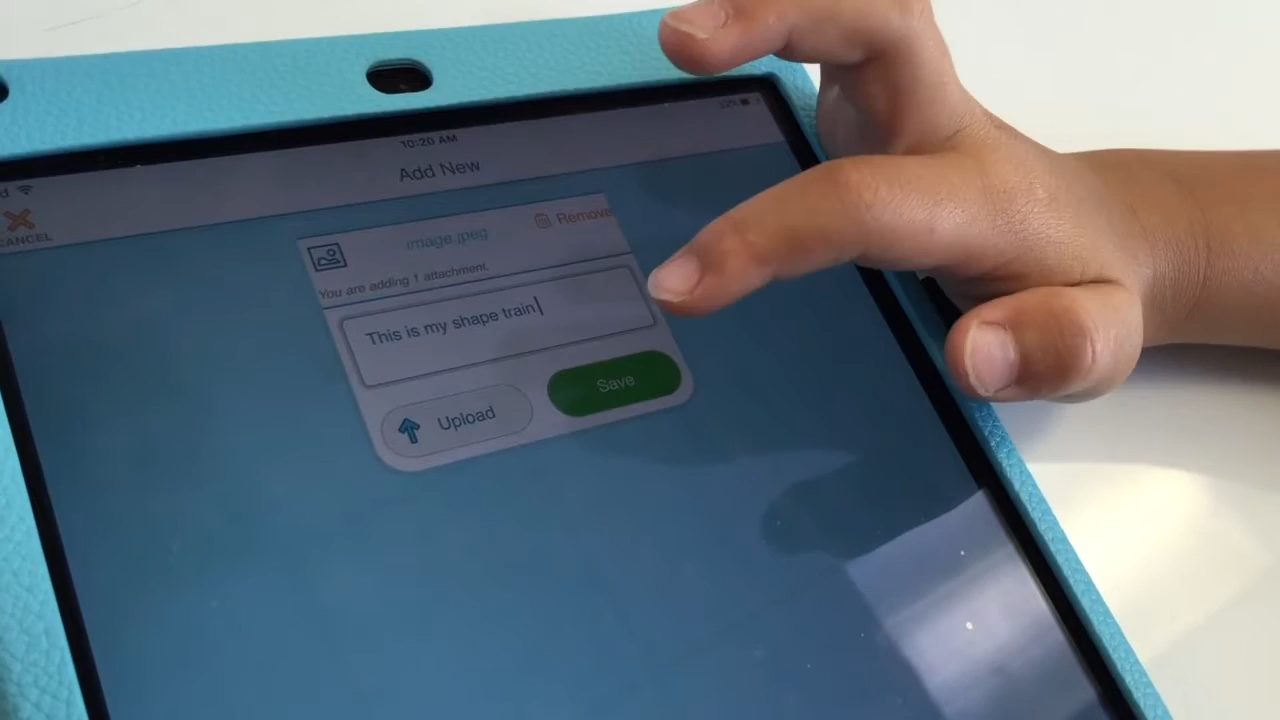 10:20 AM
Add New
CANCEL
image.jpeg
Remove
You are adding 1 attachment.
This is my shape train
Upload
Save